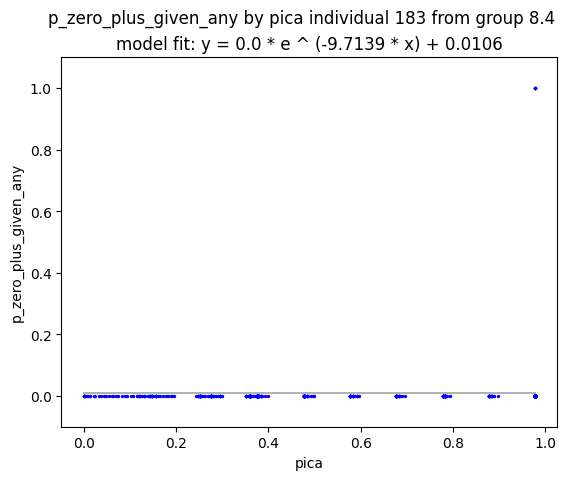 p_zero_plus_given_any by pica individual 183 from group 8.4
model fit: y = 0.0 * e ^ (-9.7139 * x) + 0.0106
1.0
0.8
0.6
0.4
0.2
0.0
p_zero_plus_given_any
0.0 0.2 0.4 0.6 0.8 1.0
pica